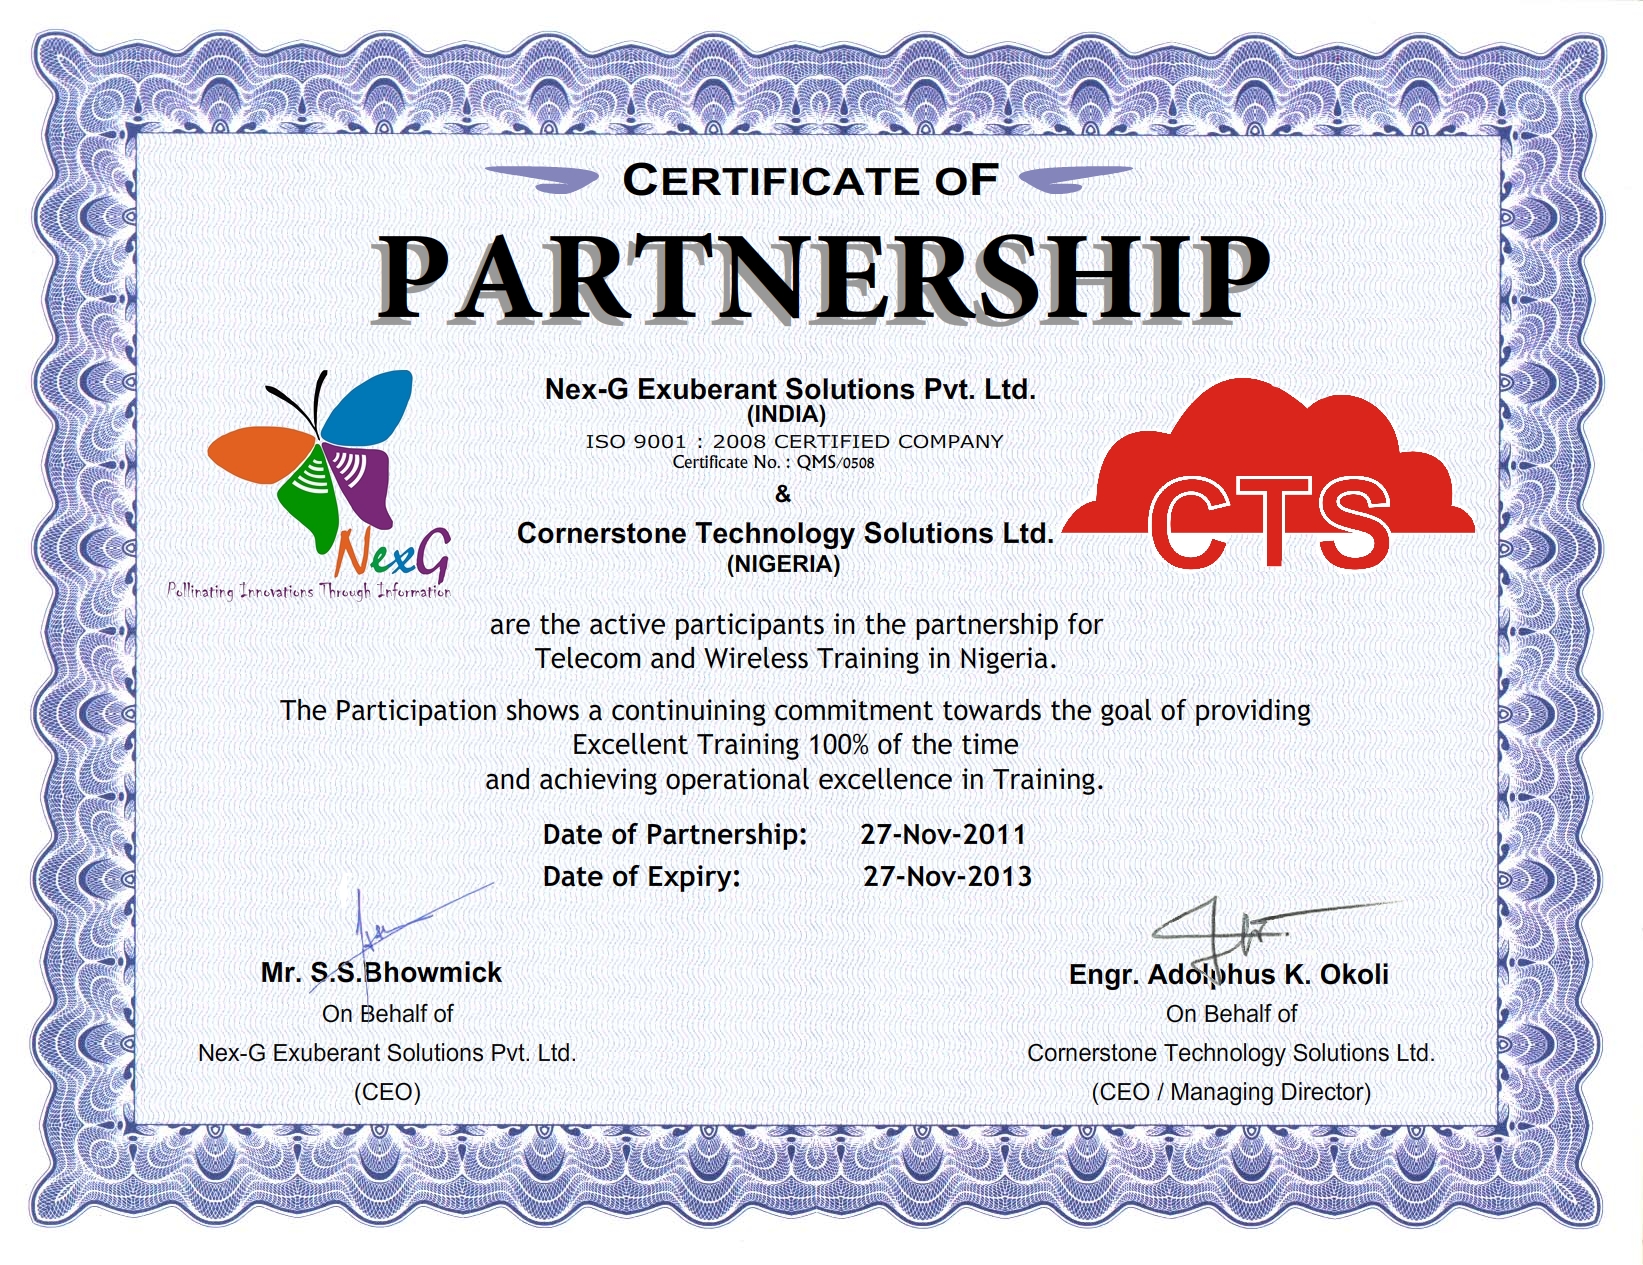 CERTIFICATE OF
PARTNERSHIP
Nex-G Exuberant Solutions Pvt. Ltd.
(INDIA)
ISO 9001 : 2008 CERTIFIED COMPANY
Certificate No. : QMS/0508
&
Cornerstone Technology Solutions Ltd.
(NIGERIA)
NexG
Pollinating Innovations Through Information
CTS
are the active participants in the partnership for
Telecom and Wireless Training in Nigeria.
The Participation shows a continuining commitment towards the goal of providing
Excellent Training 100% of the time
and achieving operational excellence in Training.
Date of Partnership: 27-Nov-2011
Date of Expiry: 27-Nov-2013
Mr. S.S.Bhowmick
On Behalf of
Nex-G Exuberant Solutions Pvt. Ltd.
(CEO)
Engr. Adolphus K. Okoli
On Behalf of
Cornerstone Technology Solutions Ltd.
(CEO / Managing Director)